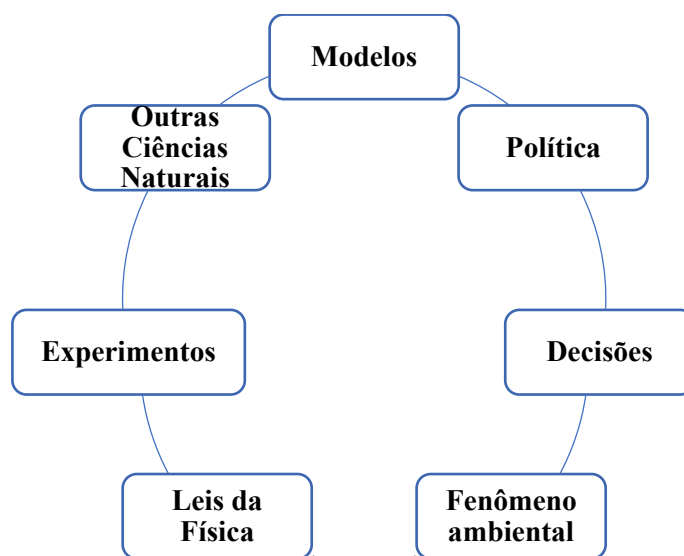 Modelos
Outras
Ciências
Naturais
Política
Experimentos
Decisões
Leis da
Física
Fenômeno
ambiental